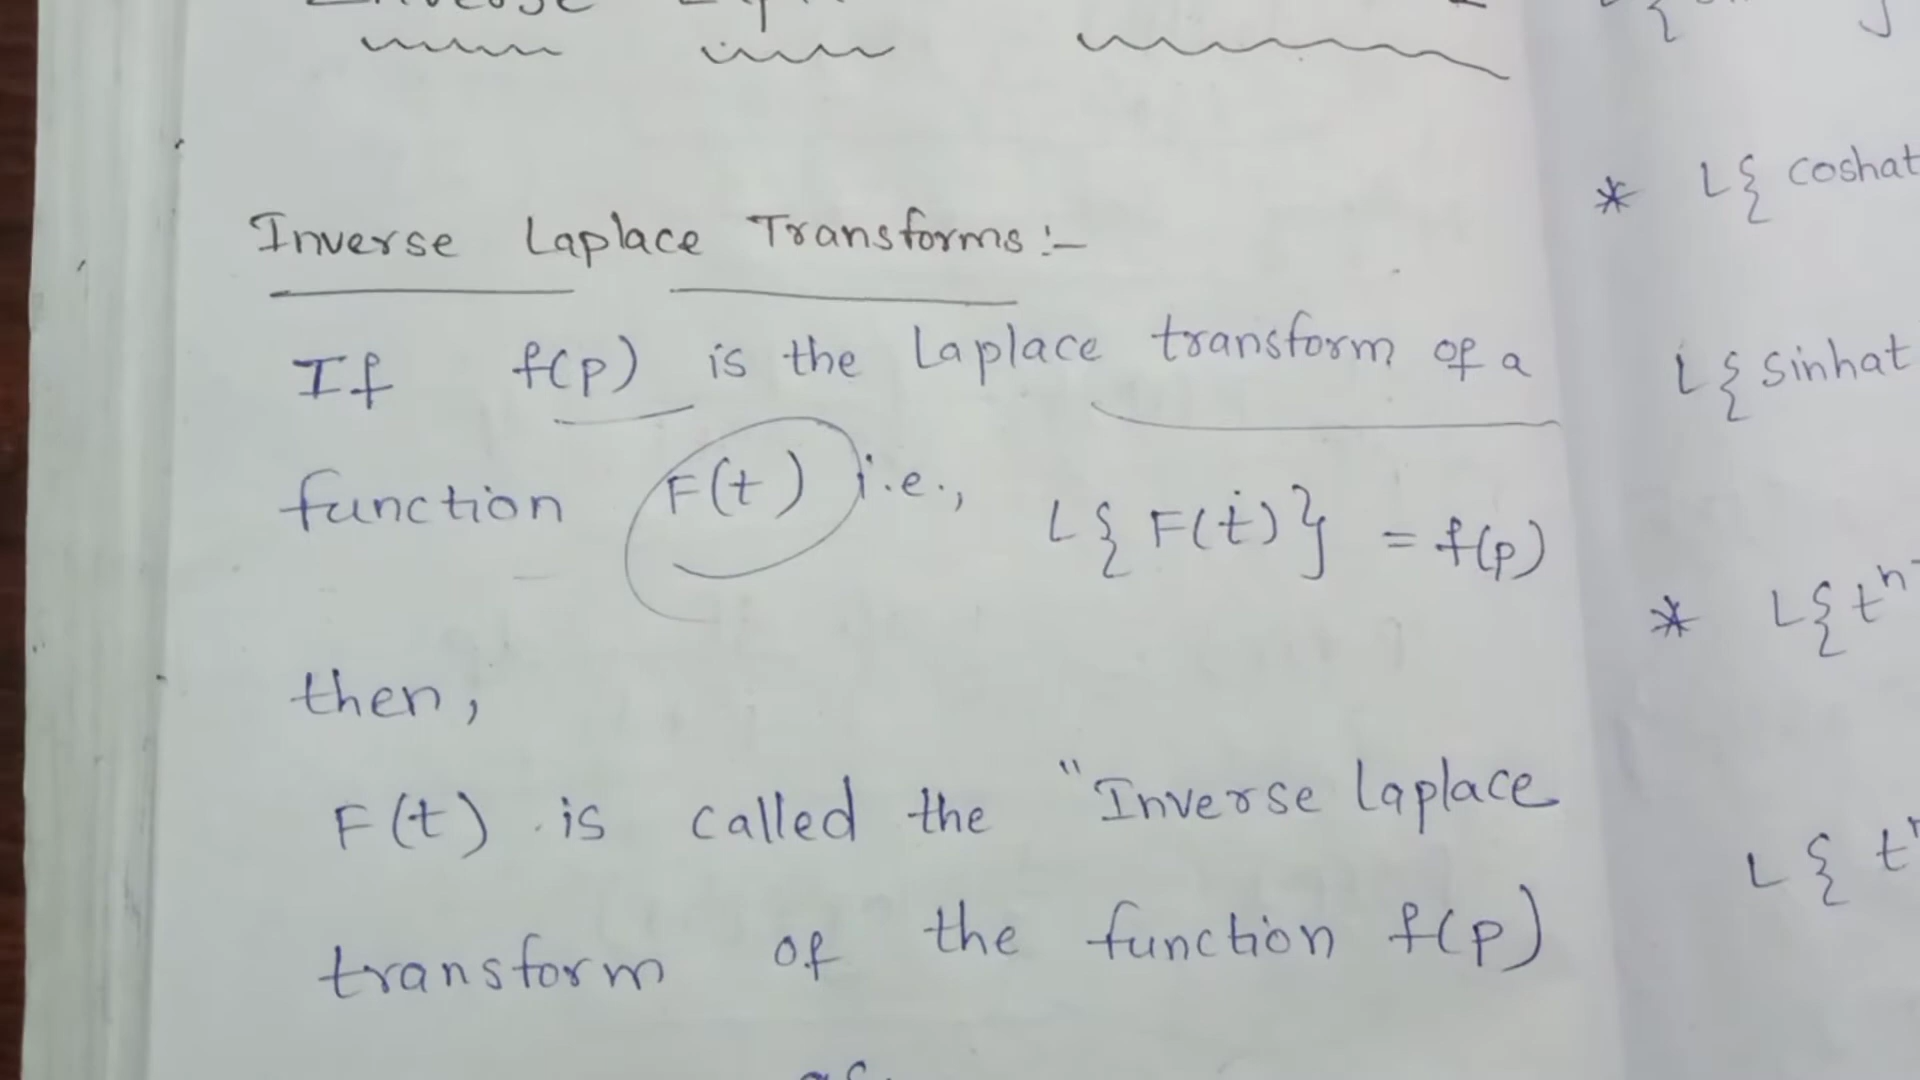 Inverse Laplace Transforms :-
If f(p) is the Laplace transform of a
function F(t) i.e., L{ F(t)} = f(p)
then,
F(t) is called the "Inverse Laplace
transform of the function f(p)
* L{ coshat
L{ sinhat
* L{ tⁿ
L{ t